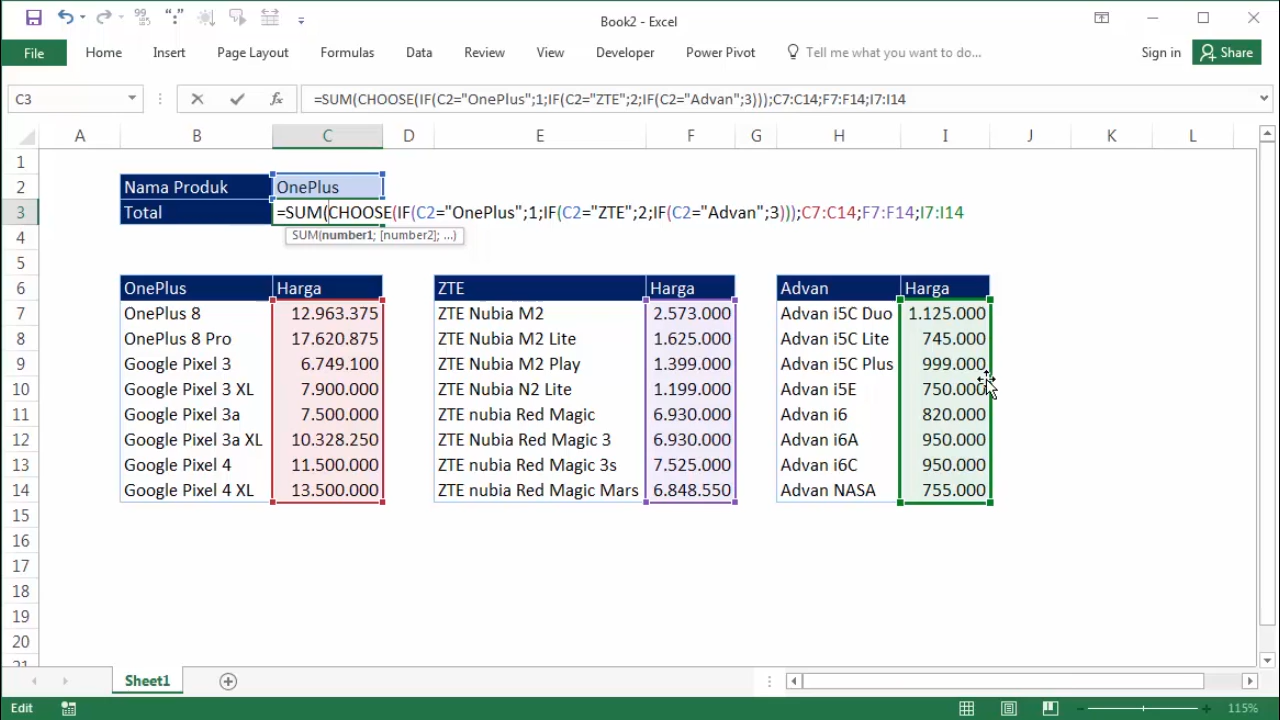 Book2 - Excel
File Home Insert Page Layout Formulas Data Review View Developer Power Pivot Tell me what you want to do... Sign in Share
C3 fx =SUM(CHOOSE(IF(C2="OnePlus";1;IF(C2="ZTE";2;IF(C2="Advan";3)));C7:C14;F7:F14;I7:I14
A B C D E F G H I J K L
1
2 Nama Produk OnePlus
3 Total =SUM(CHOOSE(IF(C2="OnePlus";1;IF(C2="ZTE";2;IF(C2="Advan";3)));C7:C14;F7:F14;I7:I14
4 SUM(number1; [number2]; ...)
5
6 OnePlus Harga ZTE Harga Advan Harga
7 OnePlus 8 12.963.375 ZTE Nubia M2 2.573.000 Advan i5C Duo 1.125.000
8 OnePlus 8 Pro 17.620.875 ZTE Nubia M2 Lite 1.625.000 Advan i5C Lite 745.000
9 Google Pixel 3 6.749.100 ZTE Nubia M2 Play 1.399.000 Advan i5C Plus 999.000
10 Google Pixel 3 XL 7.900.000 ZTE Nubia N2 Lite 1.199.000 Advan i5E 750.000
11 Google Pixel 3a 7.500.000 ZTE nubia Red Magic 6.930.000 Advan i6 820.000
12 Google Pixel 3a XL 10.328.250 ZTE Nubia Red Magic 3 6.930.000 Advan i6A 950.000
13 Google Pixel 4 11.500.000 ZTE nubia Red Magic 3s 7.525.000 Advan i6C 950.000
14 Google Pixel 4 XL 13.500.000 ZTE nubia Red Magic Mars 6.848.550 Advan NASA 755.000
15
16
17
18
19
20
21
Sheet1
Edit 115%